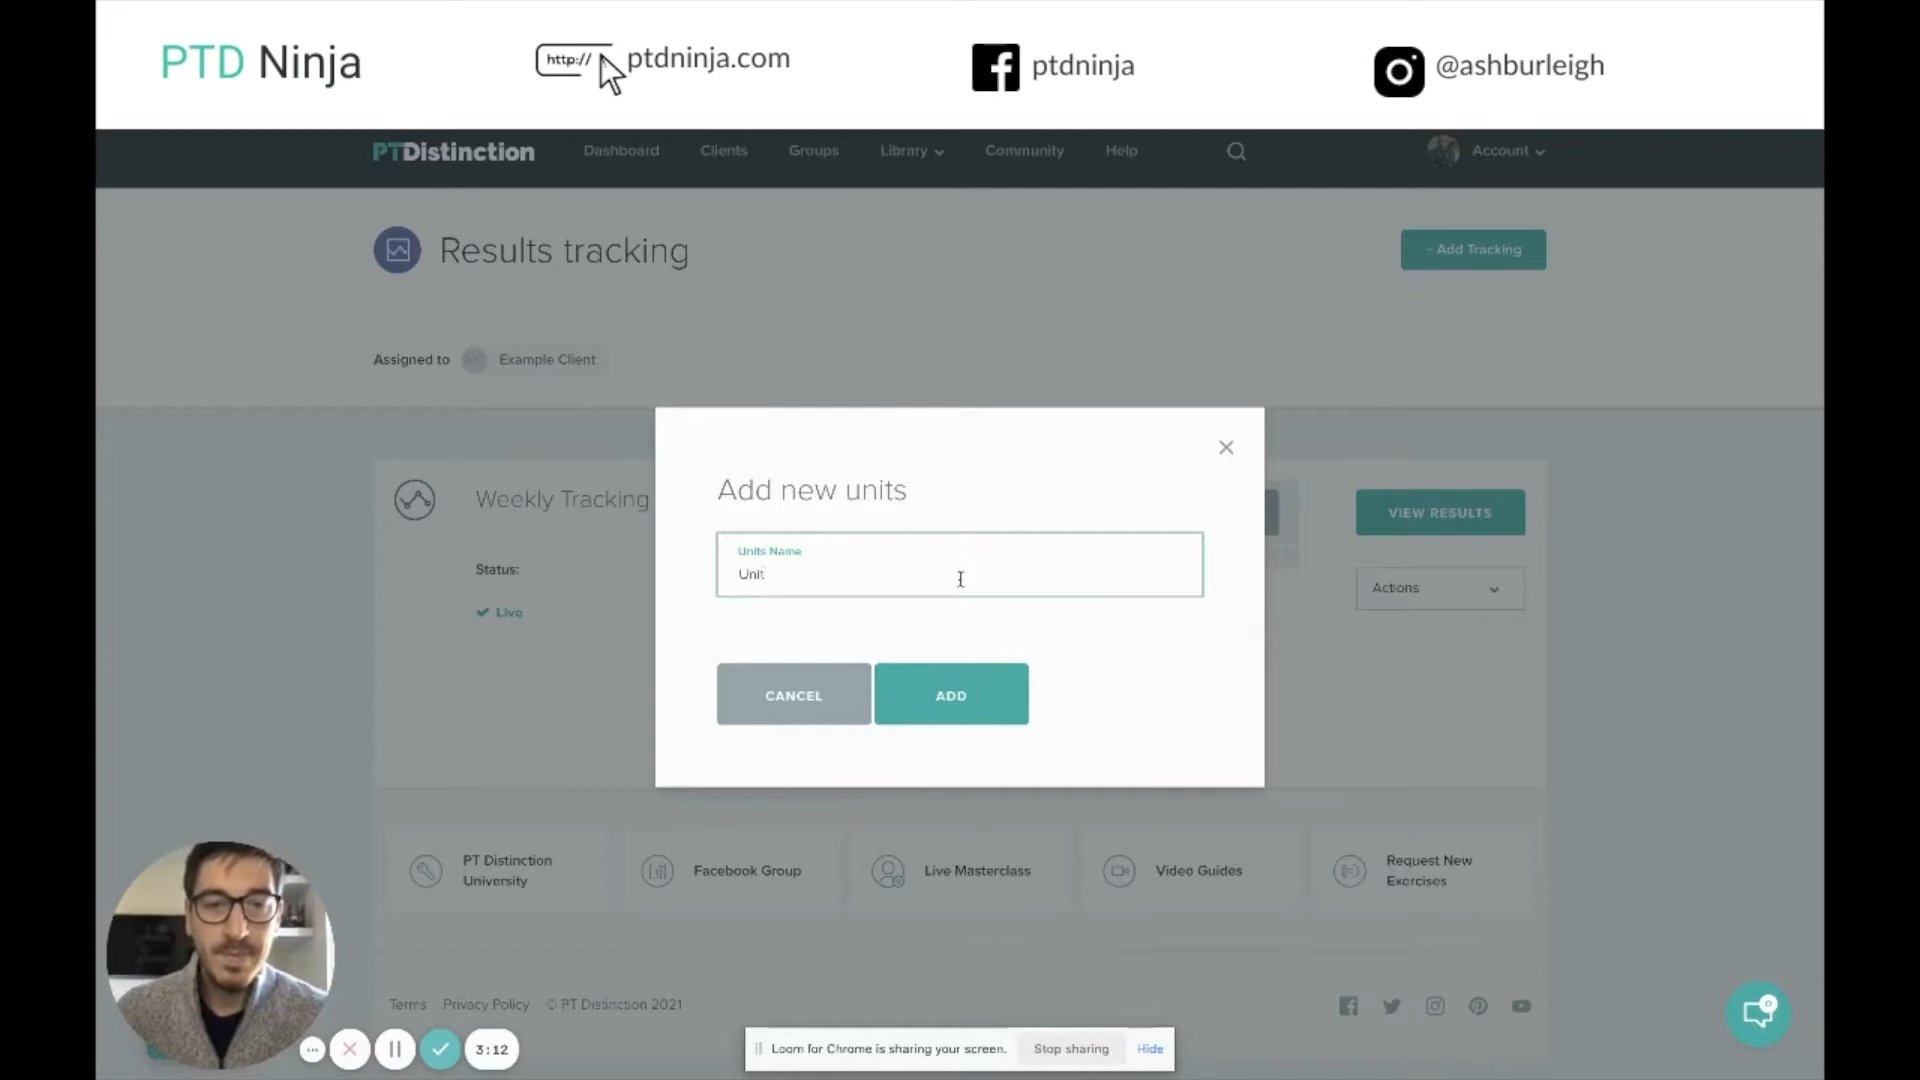 PTD Ninja
http://
ptdninja.com
ptdninja
@ashburleigh
PTDistinction
Dashboard
Clients
Groups
Library
Community
Help
Account
Results tracking
+ Add Tracking
Assigned to
Example Client
Add new units
Weekly Tracking
VIEW RESULTS
Units Name
Unit
Status:
Actions
Live
CANCEL
ADD
PT Distinction
University
Facebook Group
Live Masterclass
Video Guides
Request New
Exercises
Terms
Privacy Policy
© PT Distinction 2021
3:12
Loom for Chrome is sharing your screen.
Stop sharing
Hide